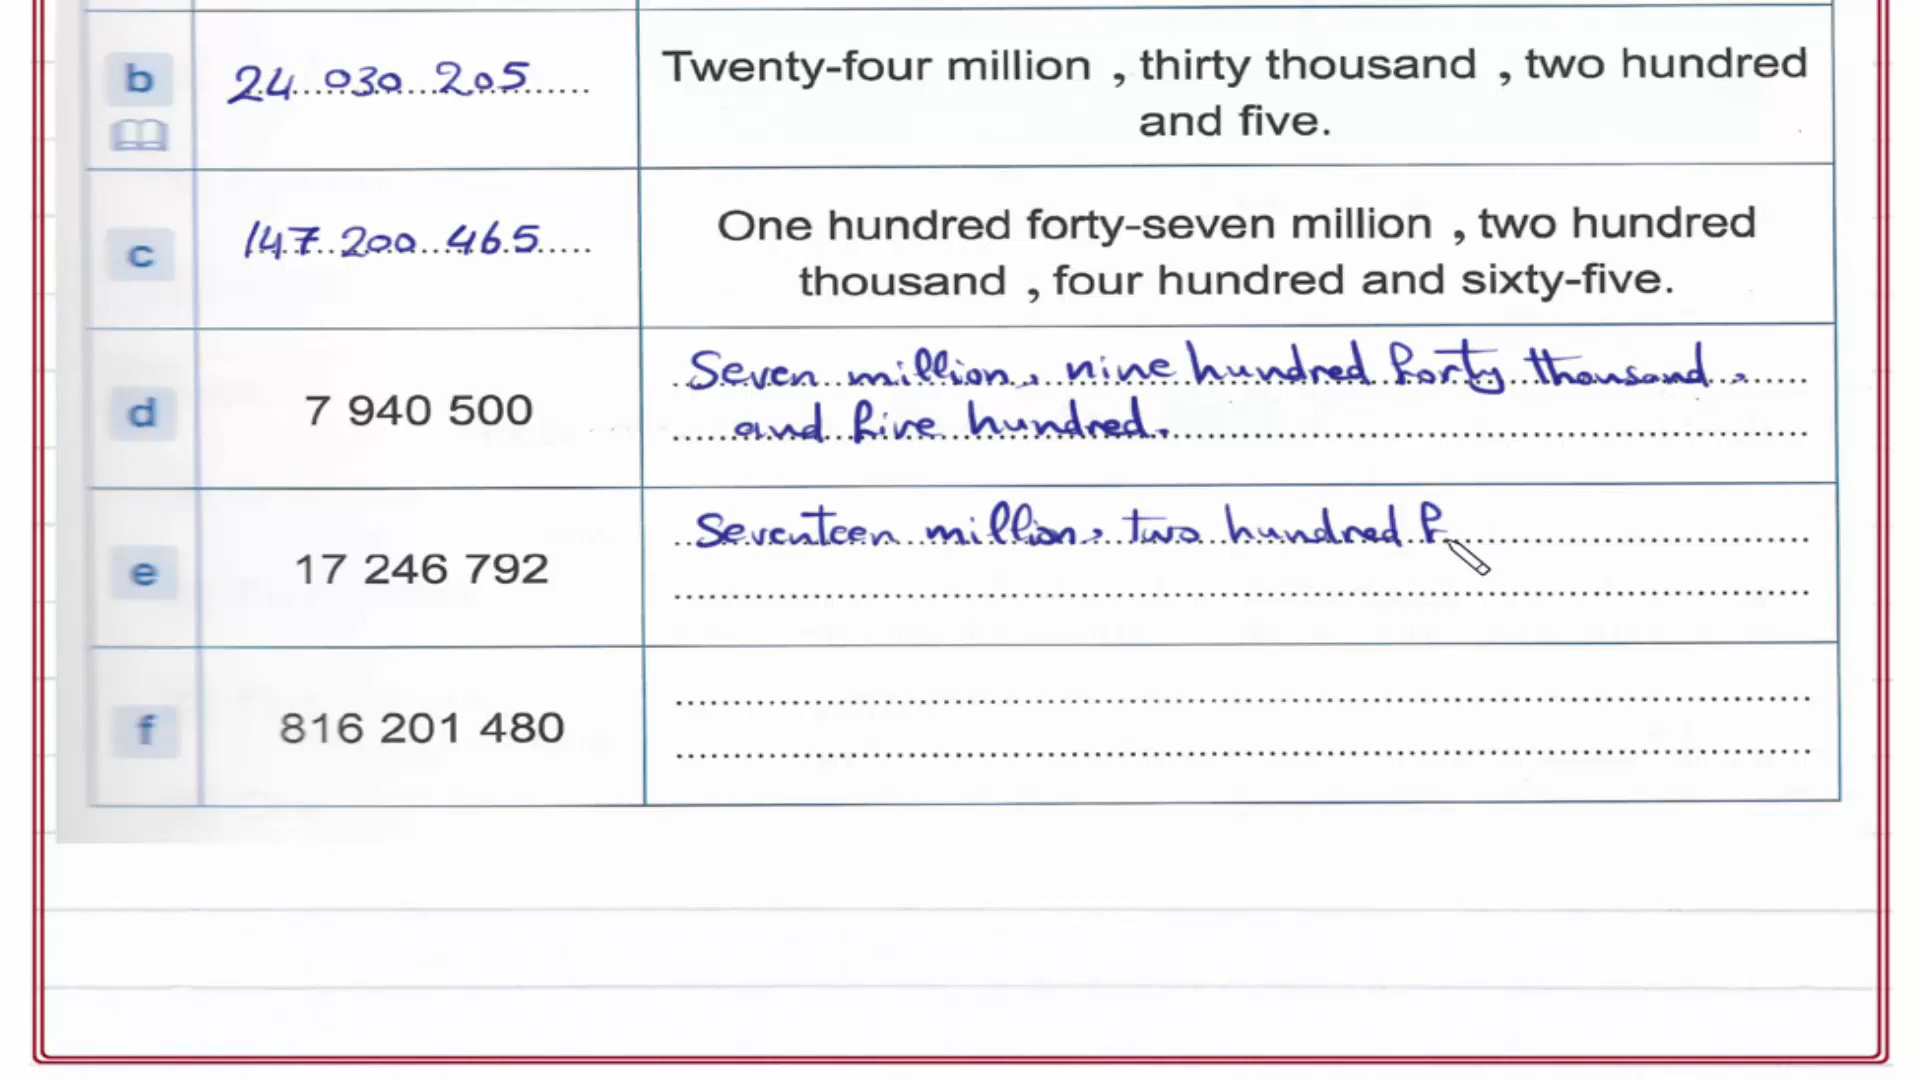 b 24 030 205 Twenty-four million , thirty thousand , two hundred
and five.
c 147 200 465 One hundred forty-seven million , two hundred
thousand , four hundred and sixty-five.
d 7 940 500 Seven million, nine hundred forty thousand,
and five hundred.
e 17 246 792 Seventeen million, two hundred f
f 816 201 480